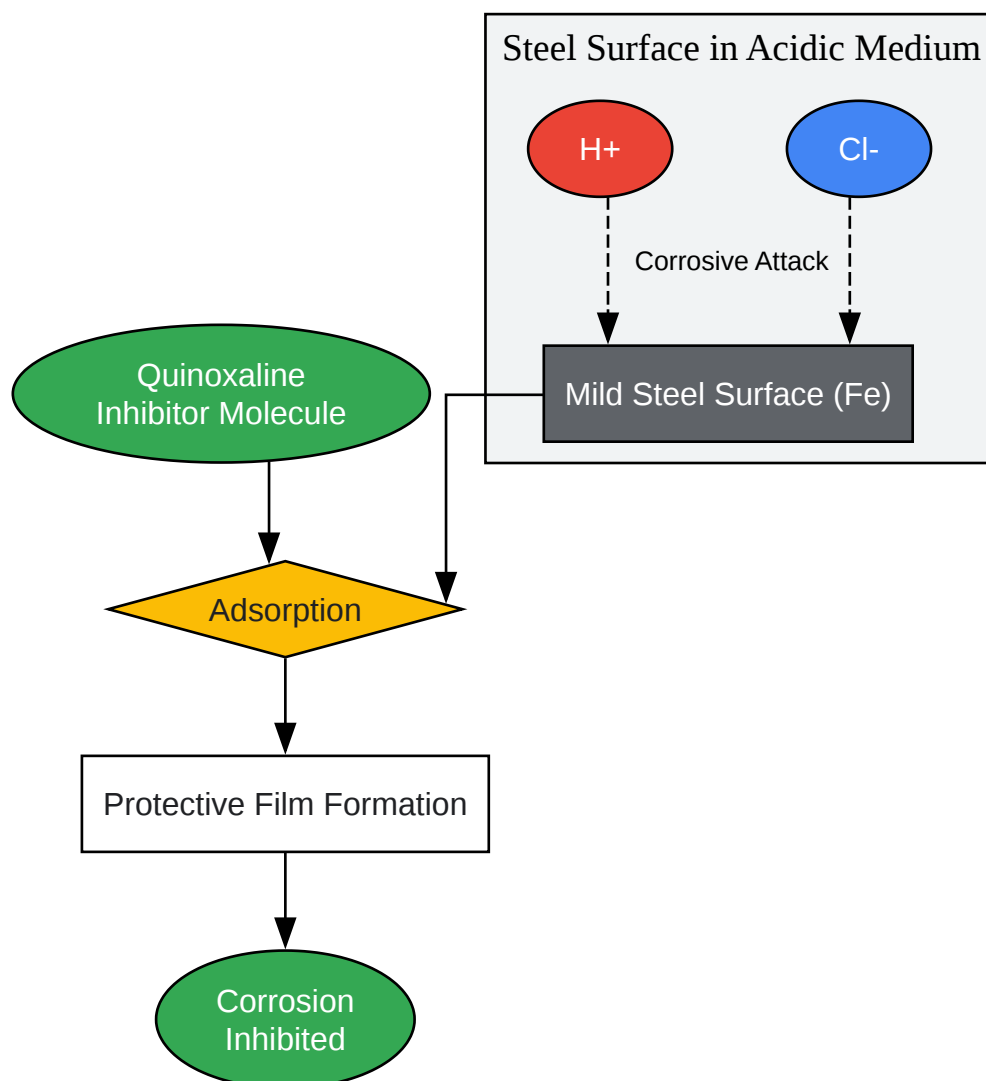 Steel Surface in Acidic Medium
H+
Cl-
Corrosive Attack
Mild Steel Surface (Fe)
Quinoxaline
Inhibitor Molecule
Adsorption
Protective Film Formation
Corrosion
Inhibited